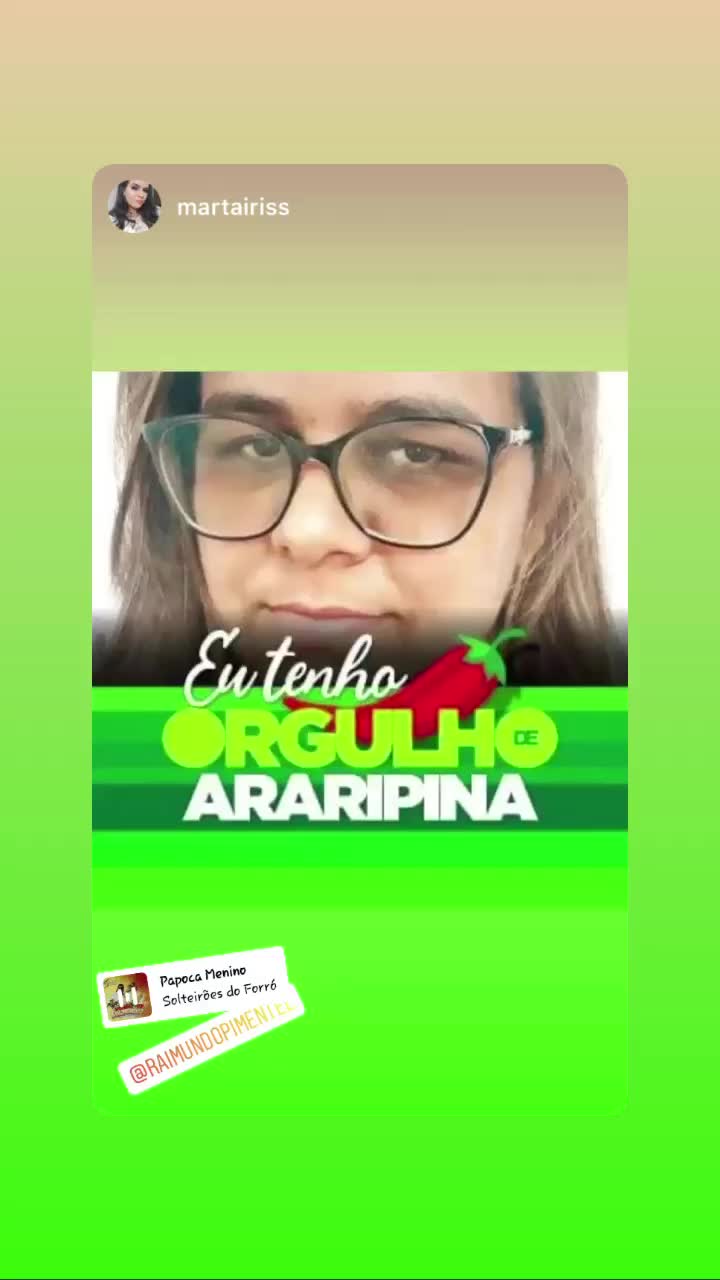 martairiss
Eu tenho
ORGULHO DE
ARARIPINA
Papoca Menino
Solteirões do Forró
@RAIMUNDOPIMENTEL